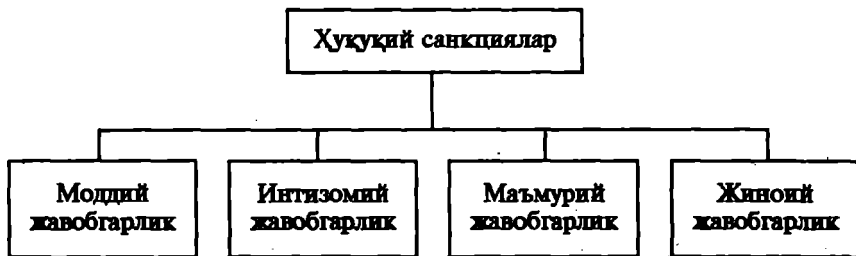 Ҳуқуқий санкциялар
Моддий
жавобгарлик
Интизомий
жавобгарлик
Маъмурий
жавобгарлик
Жиноий
жавобгарлик